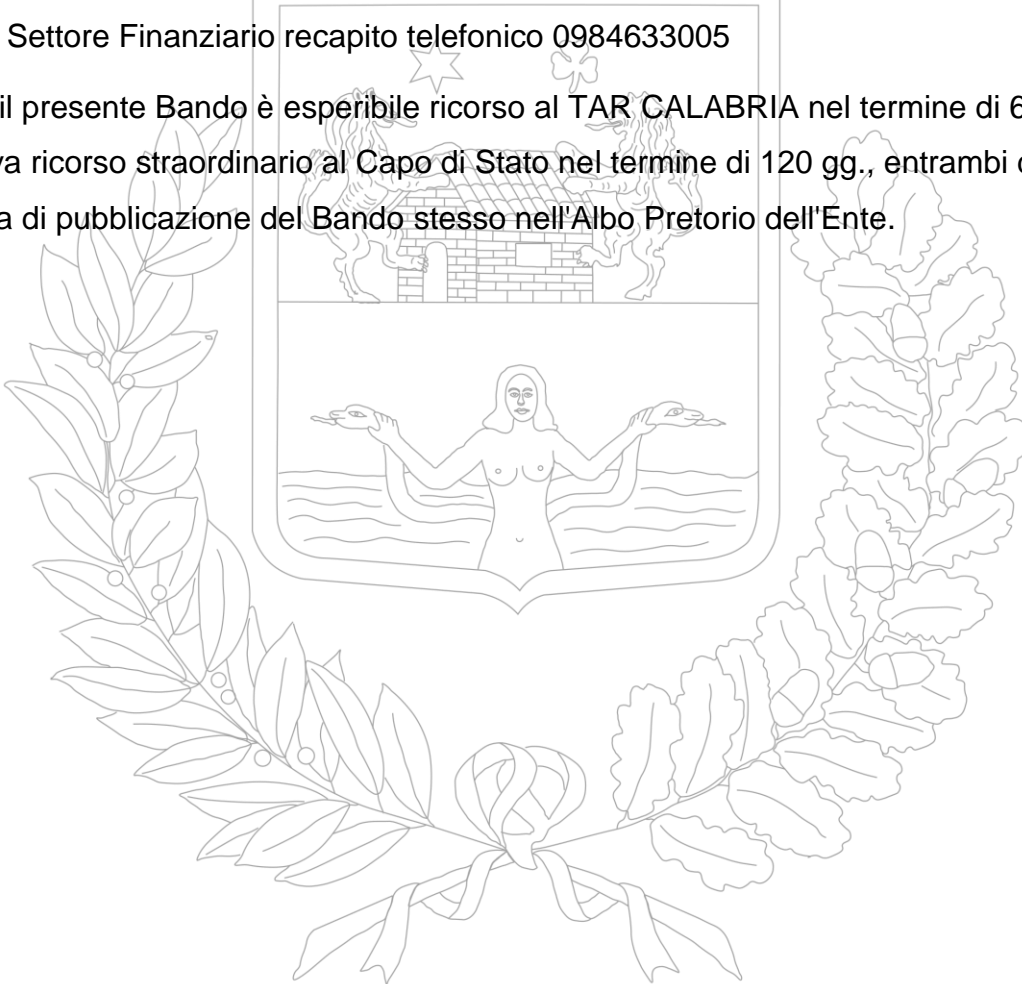 Settore Finanziario recapito telefonico 0984633005
il presente Bando è esperibile ricorso al TAR CALABRIA nel termine di 6
va ricorso straordinario al Capo di Stato nel termine di 120 gg., entrambi
a di pubblicazione del Bando stesso nell'Albo Pretorio dell'Ente.